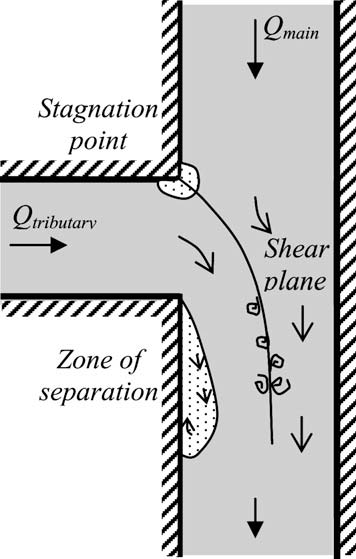 Qmain
Stagnation
point
Qtributary
Shear
plane
Zone of
separation